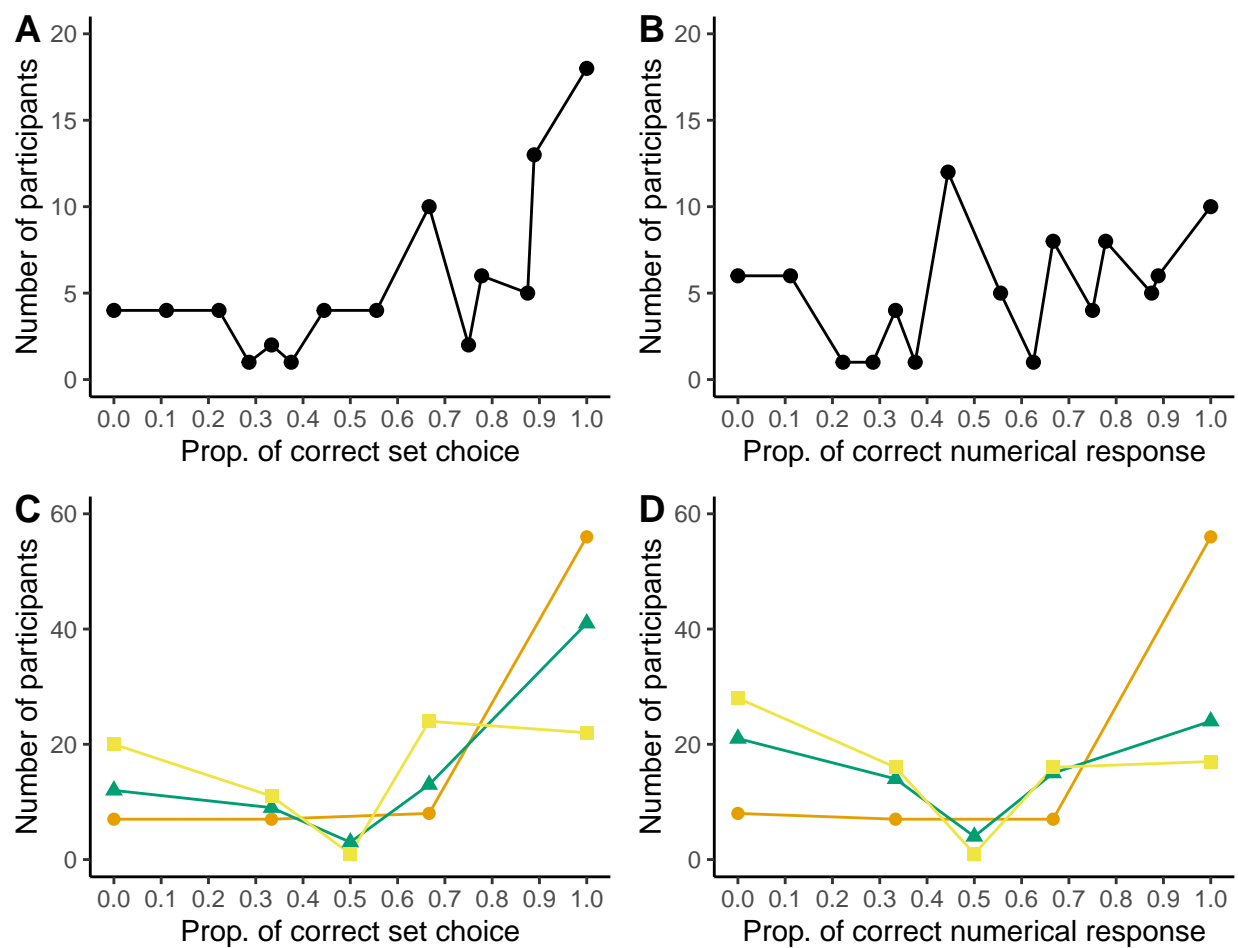 A
Number of participants
20
15
10
5
0
0.0 0.1 0.2 0.3 0.4 0.5 0.6 0.7 0.8 0.9 1.0
Prop. of correct set choice
B
Number of participants
20
15
10
5
0
0.0 0.1 0.2 0.3 0.4 0.5 0.6 0.7 0.8 0.9 1.0
Prop. of correct numerical response
C
Number of participants
60
40
20
0
0.0 0.1 0.2 0.3 0.4 0.5 0.6 0.7 0.8 0.9 1.0
Prop. of correct set choice
D
Number of participants
60
40
20
0
0.0 0.1 0.2 0.3 0.4 0.5 0.6 0.7 0.8 0.9 1.0
Prop. of correct numerical response